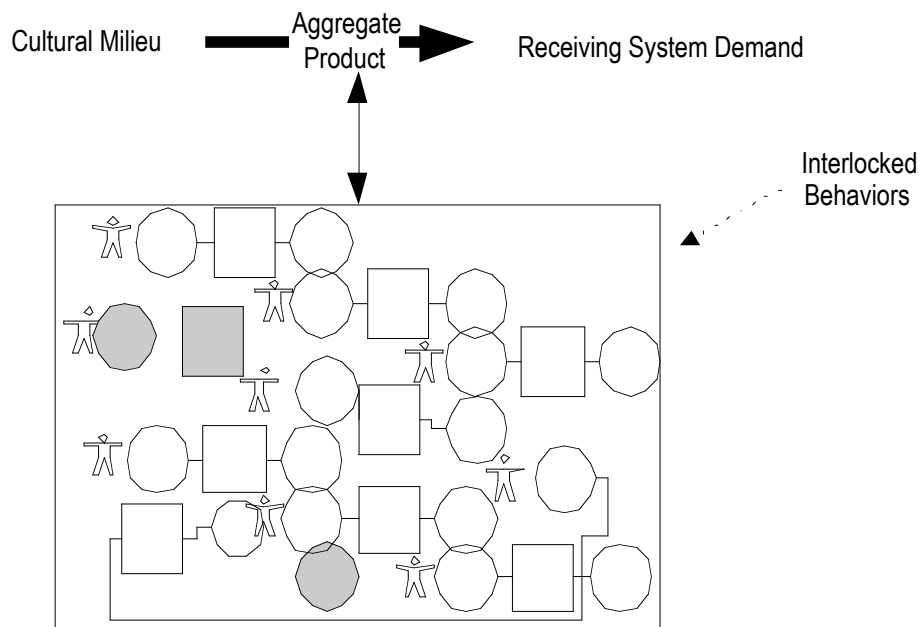 Cultural Milieu
Aggregate
Product
Receiving System Demand
Interlocked
Behaviors